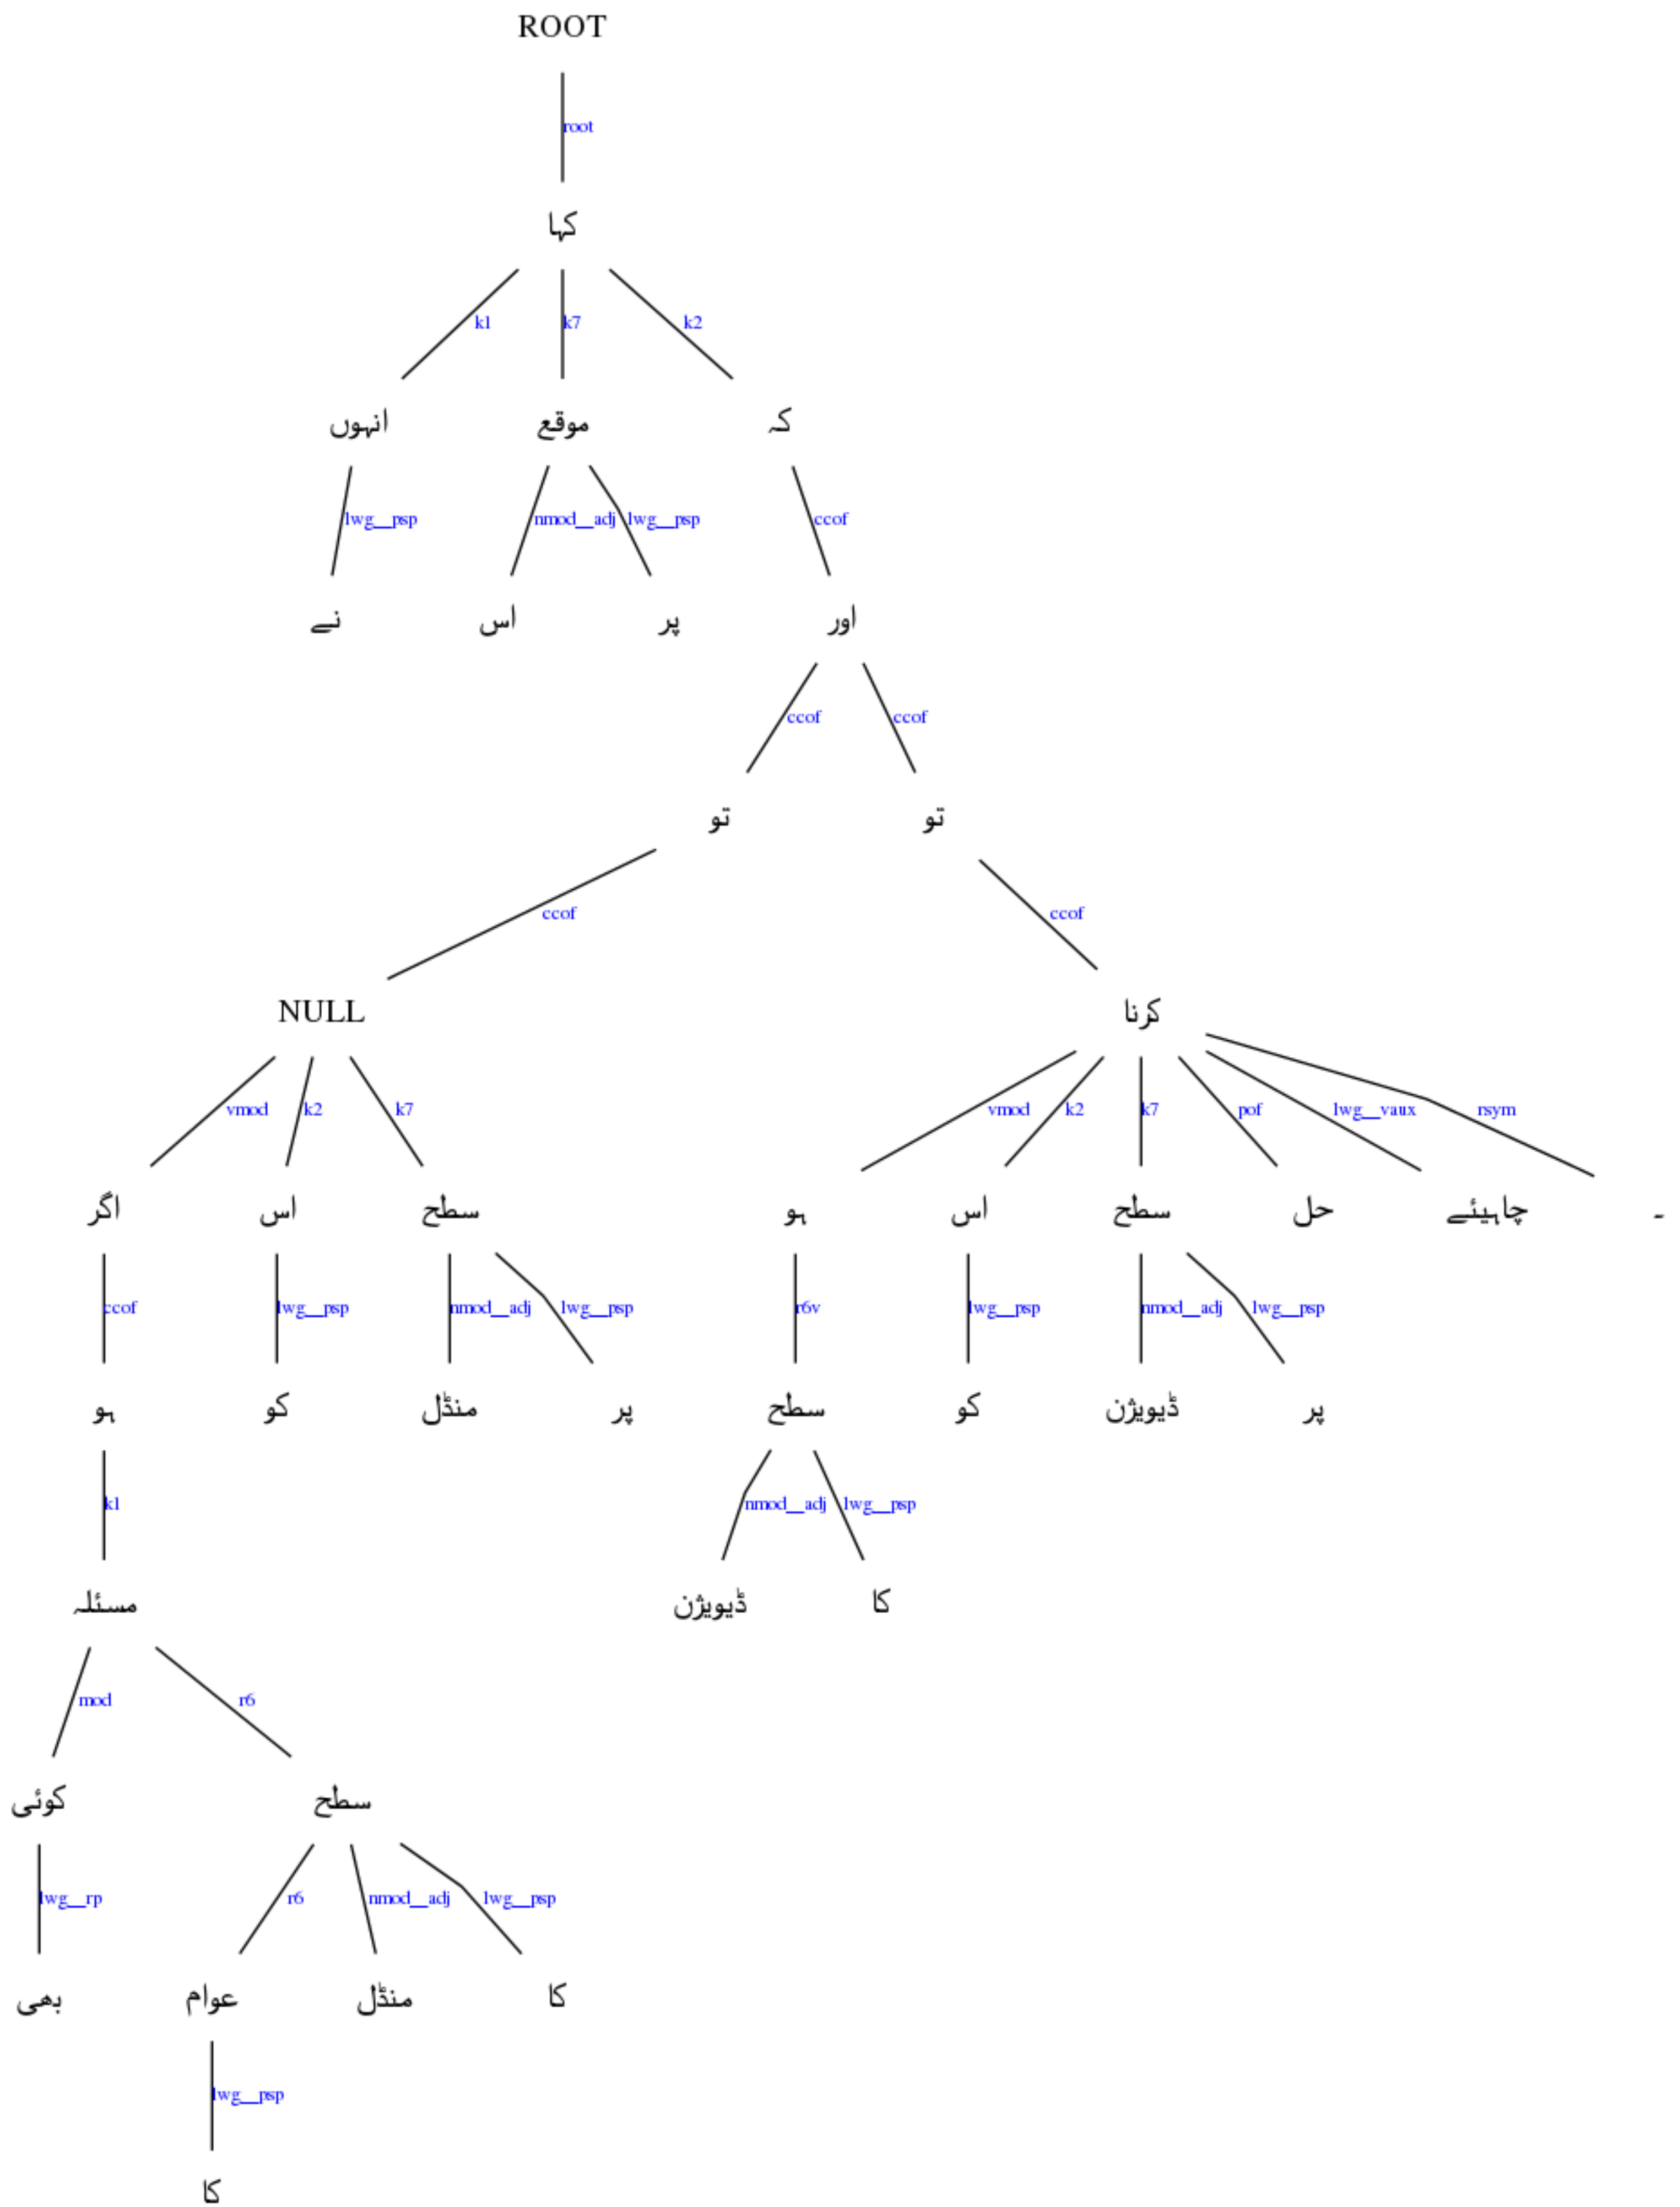 ROOT
root
کہا
k1 k7 k2
انہوں موقع کہ
lwg__psp nmod__adj lwg__psp ccof
نے اس پر اور
ccof ccof
تو تو
ccof ccof
NULL کرنا
vmod k2 k7 vmod k2 k7 pof lwg__vaux rsym
اگر اس سطح ہو اس سطح حل چاہیئے ۔
ccof lwg__psp nmod__adj lwg__psp r6v lwg__psp nmod__adj lwg__psp
ہو کو منڈل پر سطح کو ڈیویژن پر
k1 nmod__adj lwg__psp
مسئلہ ڈیویژن کا
mod r6
کوئی سطح
lwg__rp r6 nmod__adj lwg__psp
بھی عوام منڈل کا
lwg__psp
کا